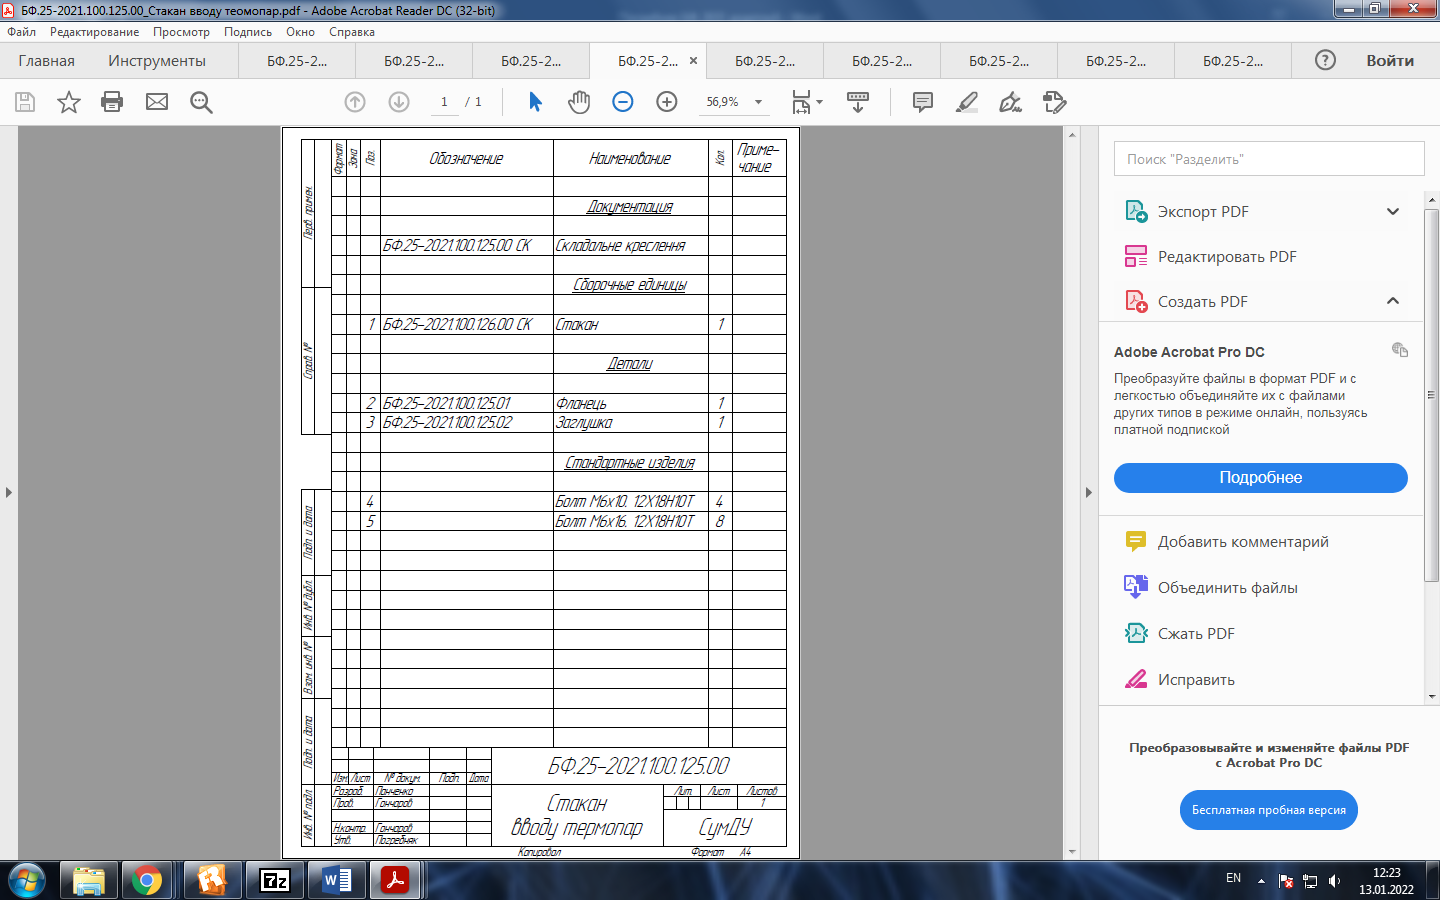 БФ.25-2021.100.125.00_Стакан вводу теомопар.pdf - Adobe Acrobat Reader DC (32-bit)
Файл Редактирование Просмотр Подпись Окно Справка
Главная Инструменты БФ.25-2... БФ.25-2... БФ.25-2... БФ.25-2... × БФ.25-2... БФ.25-2... БФ.25-2... БФ.25-2... БФ.25-2... Войти
1 / 1 56,9%
Формат Зона Поз. Обозначение Наименование Кол. Приме-
чание
Перв. примен.
Документация
БФ.25-2021.100.125.00 СК Складальне креслення
Сборочные единицы
1 БФ.25-2021.100.126.00 СК Стакан 1
Справ. №
Детали
2 БФ.25-2021.100.125.01 Фланець 1
3 БФ.25-2021.100.125.02 Заглушка 1
Стандартные изделия
4 Болт М6х10. 12Х18Н10Т 4
5 Болт М6х16. 12Х18Н10Т 8
Подп. и дата
Инв. № дубл.
Взам. инв. №
Подп. и дата
Инв. № подл.
БФ.25-2021.100.125.00
Изм. Лист № докум. Подп. Дата
Разраб. Панченко
Пров. Гончаров
Н.контр. Гончаров
Утв. Погребняк
Стакан
вводу термопар
Лит. Лист Листов
1
СумДУ
Копировал Формат А4
Поиск "Разделить"
Экспорт PDF
Редактировать PDF
Создать PDF
Adobe Acrobat Pro DC
Преобразуйте файлы в формат PDF и с
легкостью объединяйте их с файлами
других типов в режиме онлайн, пользуясь
платной подпиской
Подробнее
Добавить комментарий
Объединить файлы
Сжать PDF
Исправить
Преобразовывайте и изменяйте файлы PDF
с Acrobat Pro DC
Бесплатная пробная версия
EN
12:23
13.01.2022